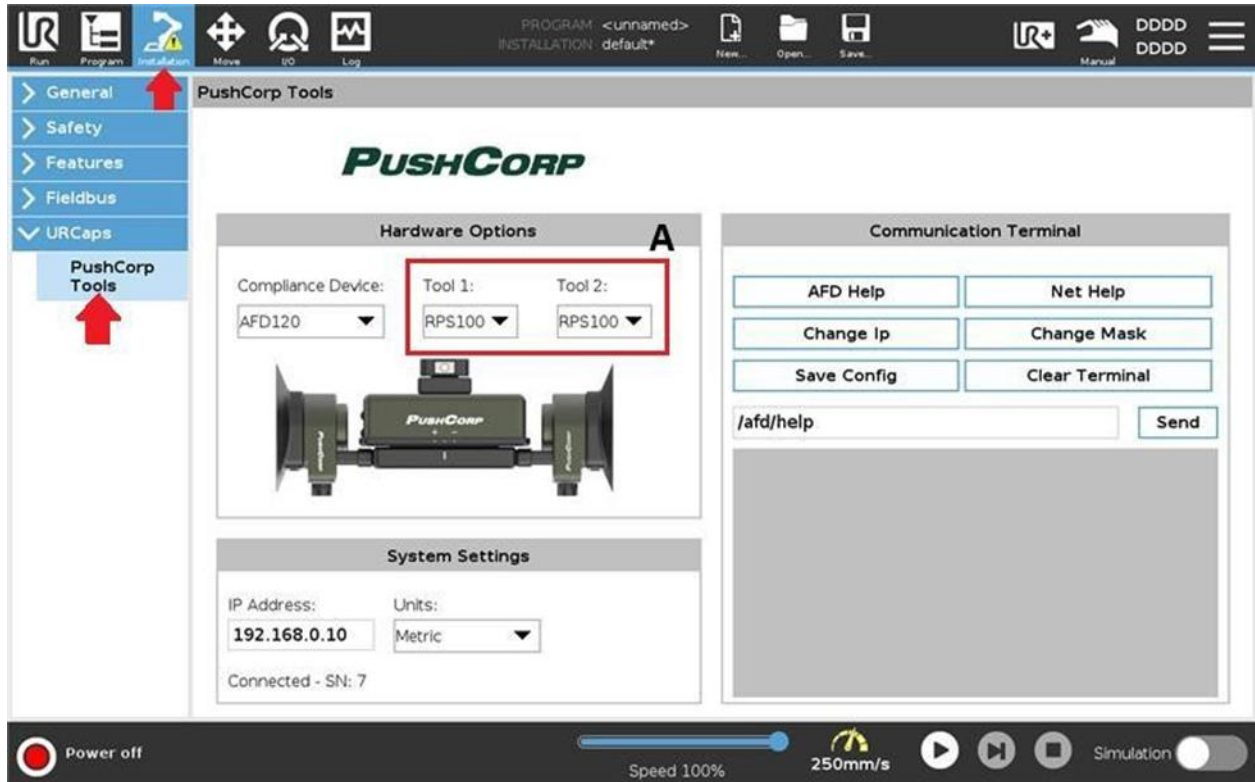 PROGRAM <unnamed>
INSTALLATION default*
Run Program Installation Move I/O Log New... Open... Save... Manual
UR
UR+
DDDD
DDDD
General
Safety
Features
Fieldbus
URCaps
PushCorp
Tools
PushCorp Tools
PUSHCORP
Hardware Options
A
Compliance Device: Tool 1: Tool 2:
AFD120 RPS100 RPS100
PUSHCORP
System Settings
IP Address: Units:
192.168.0.10 Metric
Connected - SN: 7
Communication Terminal
AFD Help Net Help
Change Ip Change Mask
Save Config Clear Terminal
/afd/help Send
Power off
Speed 100%
250mm/s
Simulation